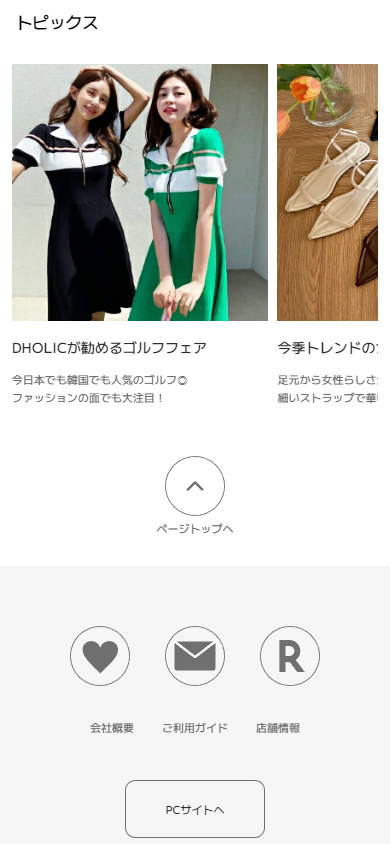 トピックス
DHOLICが勧めるゴルフフェア
今日本でも韓国でも人気のゴルフ◎
ファッションの面でも大注目！
今季トレンドの
足元から女性らしさ
細いストラップで華
ページトップへ
R
会社概要
ご利用ガイド
店舗情報
PCサイトへ